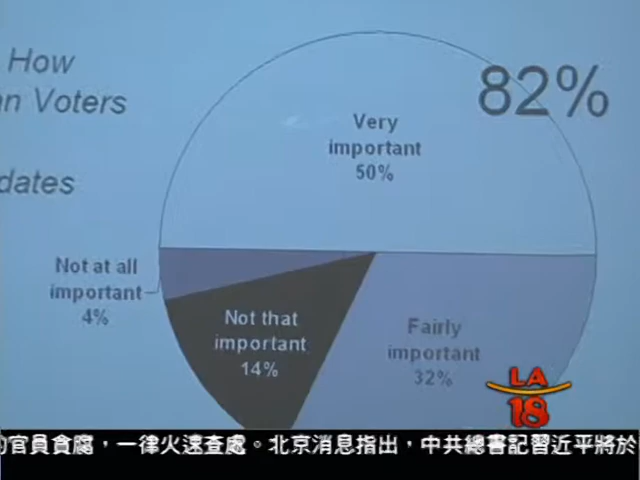 How
n Voters
dates
82%
Very
important
50%
Not at all
important
4%
Not that
important
14%
Fairly
important
32%
LA
18
的官員貪腐，一律火速查處。北京消息指出，中共總書記習近平將於